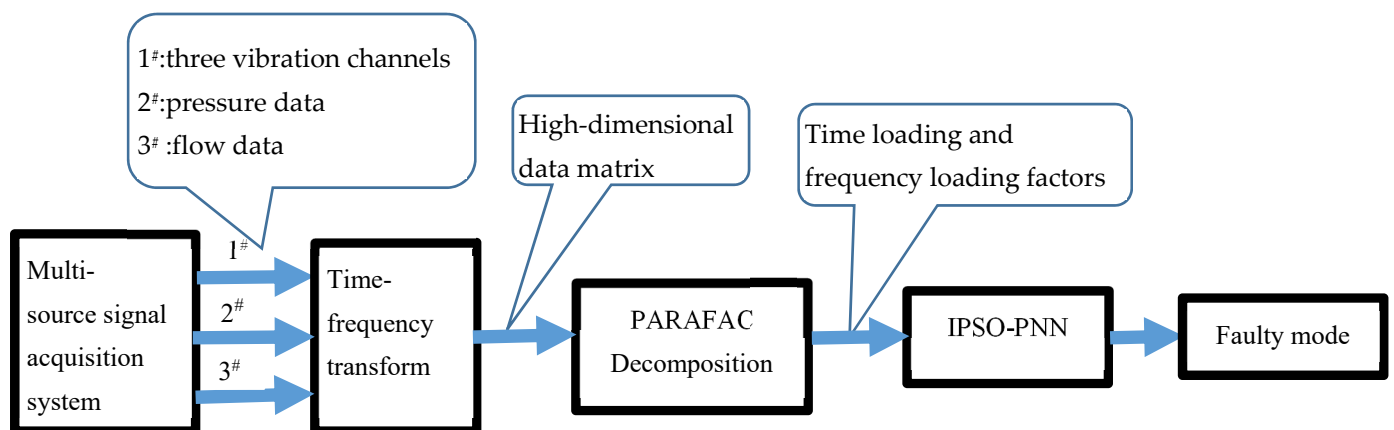 1#:three vibration channels
2#:pressure data
3# :flow data
High-dimensional
data matrix
Time loading and
frequency loading factors
Multi-
source signal
acquisition
system
1#
2#
3#
Time-
frequency
transform
PARAFAC
Decomposition
IPSO-PNN
Faulty mode